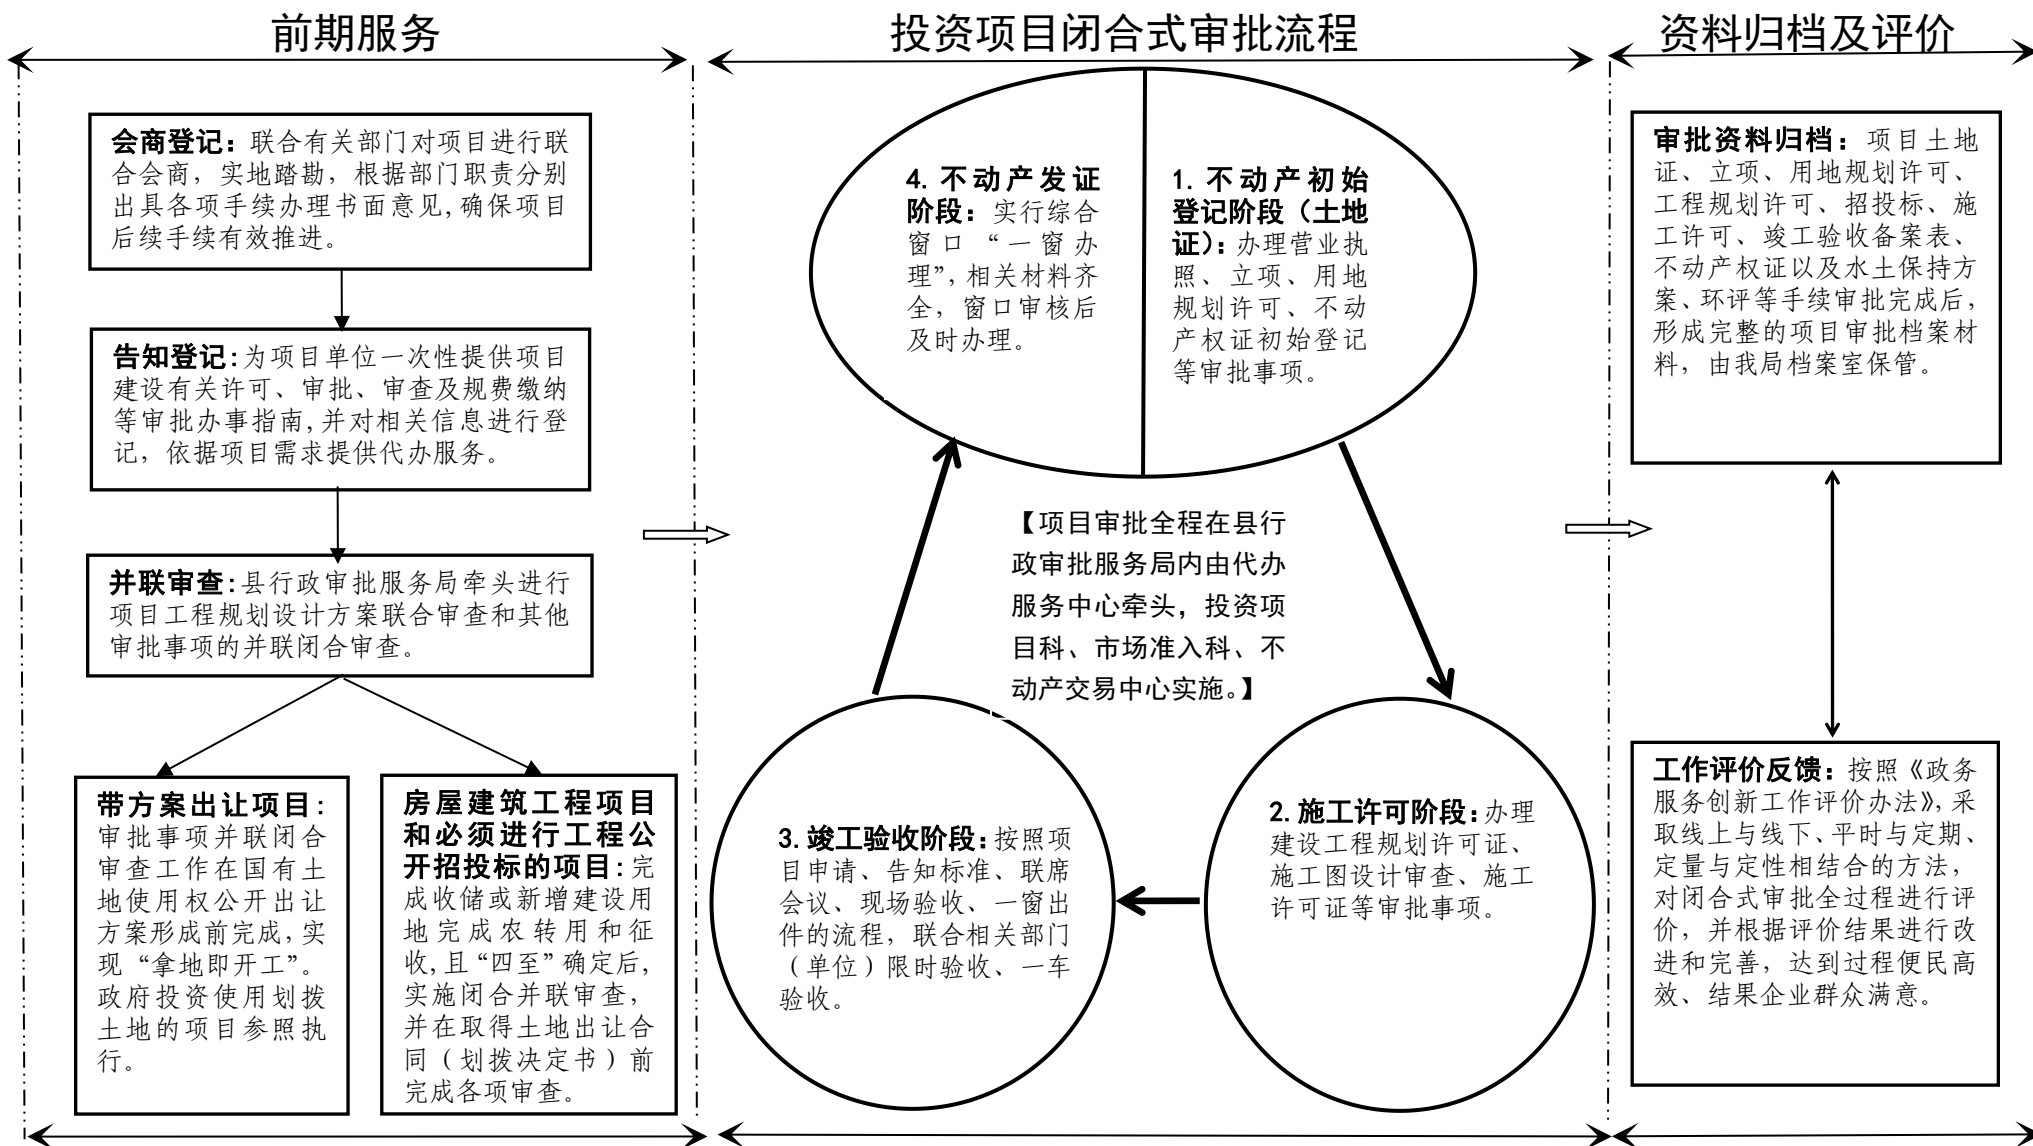 前期服务
会商登记：联合有关部门对项目进行联
合会商，实地踏勘，根据部门职责分别
出具各项手续办理书面意见,确保项目
后续手续有效推进。
告知登记:为项目单位一次性提供项目
建设有关许可、审批、审查及规费缴纳
等审批办事指南,并对相关信息进行登
记，依据项目需求提供代办服务。
并联审查:县行政审批服务局牵头进行
项目工程规划设计方案联合审查和其他
审批事项的并联闭合审查。
带方案出让项目:
审批事项并联闭合
审查工作在国有土
地使用权公开出让
方案形成前完成,实
现“拿地即开工”。
政府投资使用划拨
土地的项目参照执
行。
房屋建筑工程项目
和必须进行工程公
开招投标的项目:完
成收储或新增建设用
地完成农转用和征
收,且“四至”确定后,
实施闭合并联审查，
并在取得土地出让合
同（划拨决定书）前
完成各项审查。
投资项目闭合式审批流程
4.不动产发证
阶段：实行综合
窗口“一窗办
理”,相关材料齐
全，窗口审核后
及时办理。
1.不动产初始
登记阶段（土地
证）：办理营业执
照、立项、用地
规划许可、不动
产权证初始登记
等审批事项。
【项目审批全程在县行
政审批服务局内由代办
服务中心牵头，投资项
目科、市场准入科、不
动产交易中心实施。】
3.竣工验收阶段：按照项
目申请、告知标准、联席
会议、现场验收、一窗出
件的流程，联合相关部门
（单位）限时验收、一车
验收。
2.施工许可阶段：办理
建设工程规划许可证、
施工图设计审查、施工
许可证等审批事项。
资料归档及评价
审批资料归档：项目土地
证、立项、用地规划许可、
工程规划许可、招投标、施
工许可、竣工验收备案表、
不动产权证以及水土保持方
案、环评等手续审批完成后，
形成完整的项目审批档案材
料，由我局档案室保管。
工作评价反馈：按照《政务
服务创新工作评价办法》,采
取线上与线下、平时与定期、
定量与定性相结合的方法，
对闭合式审批全过程进行评
价，并根据评价结果进行改
进和完善，达到过程便民高
效、结果企业群众满意。